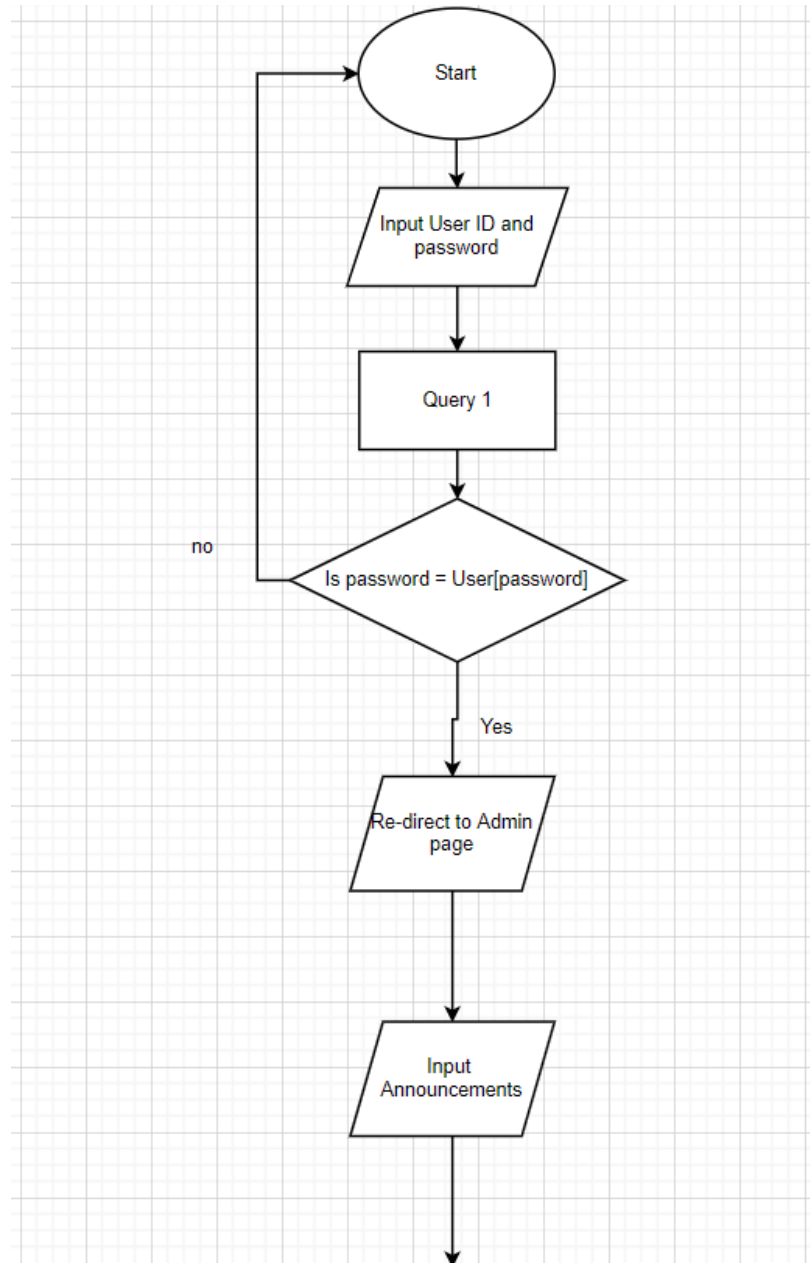 Start
Input User ID and
password
Query 1
no
Is password = User[password]
Yes
Re-direct to Admin
page
Input
Announcements